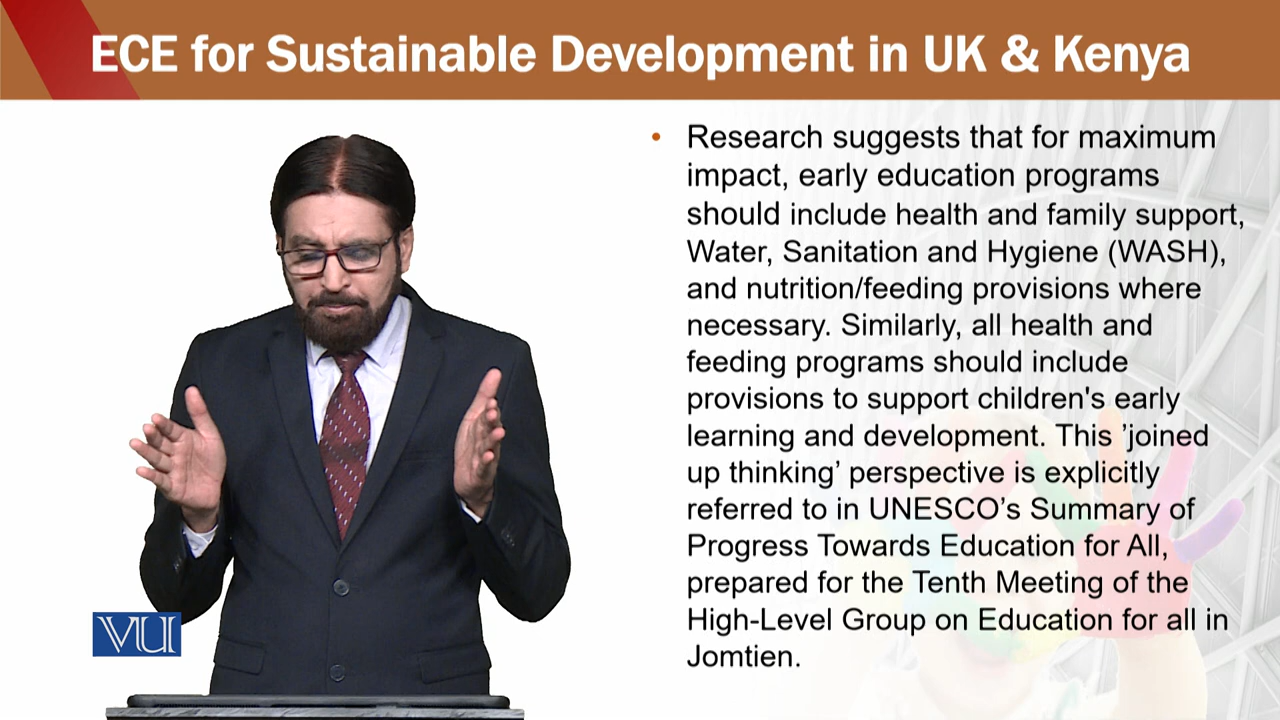 ECE for Sustainable Development in UK & Kenya
• Research suggests that for maximum
impact, early education programs
should include health and family support,
Water, Sanitation and Hygiene (WASH),
and nutrition/feeding provisions where
necessary. Similarly, all health and
feeding programs should include
provisions to support children's early
learning and development. This ’joined
up thinking’ perspective is explicitly
referred to in UNESCO’s Summary of
Progress Towards Education for All,
prepared for the Tenth Meeting of the
High-Level Group on Education for all in
Jomtien.
VU